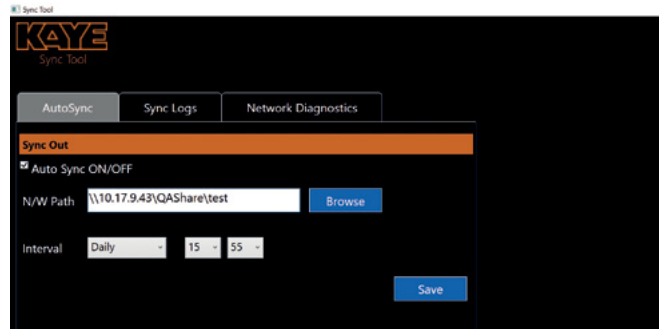 Sync Tool
KAYE
Sync Tool
AutoSync Sync Logs Network Diagnostics
Sync Out
Auto Sync ON/OFF
N/W Path \\10.17.9.43\QAShare\test Browse
Interval Daily 15 55
Save